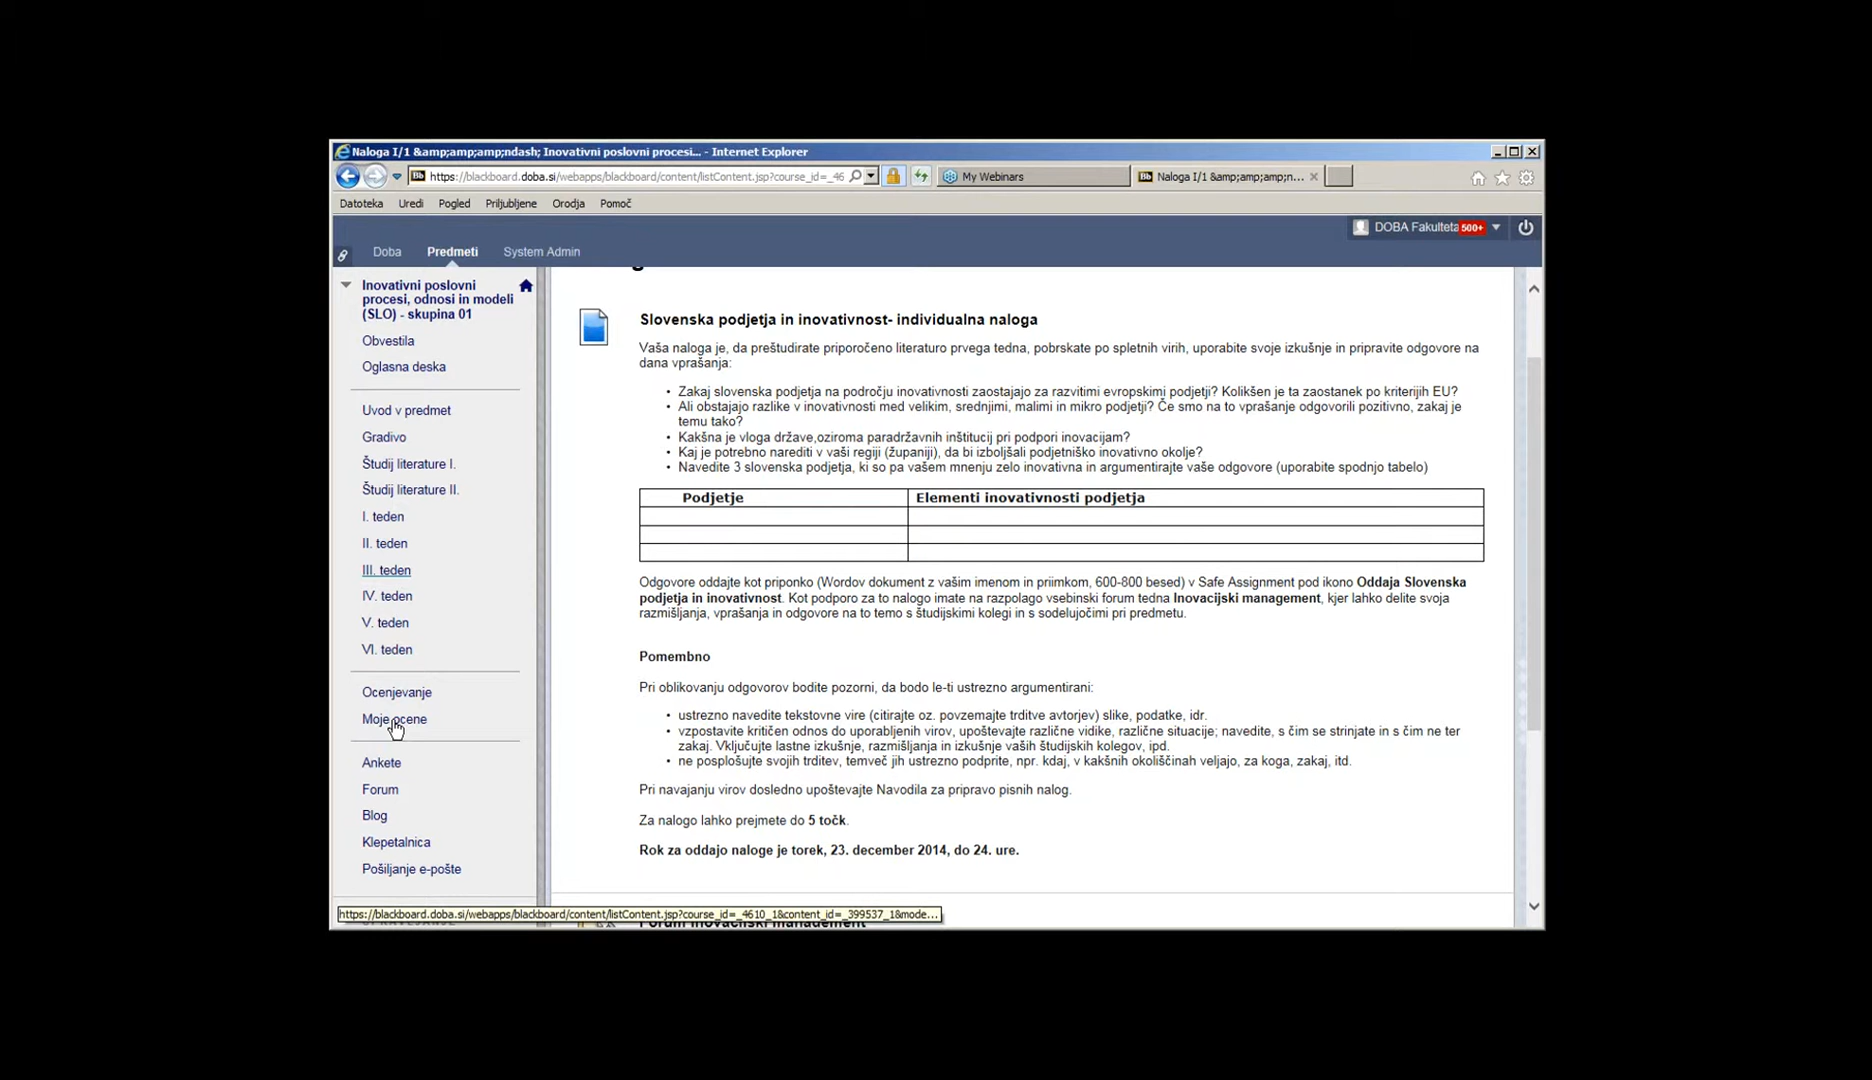 Naloga I/1 &amp;amp;amp;ndash; Inovativni poslovni procesi... - Internet Explorer
https://blackboard.doba.si/webapps/blackboard/content/listContent.jsp?course_id=_46
My Webinars
Naloga I/1 &amp;amp;amp;n...
Datoteka Uredi Pogled Priljubljene Orodja Pomoč
DOBA Fakulteta 500+
Doba Predmeti System Admin
Inovativni poslovni
procesi, odnosi in modeli
(SLO) - skupina 01
Obvestila
Oglasna deska
Uvod v predmet
Gradivo
Študij literature I.
Študij literature II.
I. teden
II. teden
III. teden
IV. teden
V. teden
VI. teden
Ocenjevanje
Moje ocene
Ankete
Forum
Blog
Klepetalnica
Pošiljanje e-pošte
Slovenska podjetja in inovativnost- individualna naloga
Vaša naloga je, da preštudirate priporočeno literaturo prvega tedna, pobrskate po spletnih virih, uporabite svoje izkušnje in pripravite odgovore na
dana vprašanja:
• Zakaj slovenska podjetja na področju inovativnosti zaostajajo za razvitimi evropskimi podjetji? Kolikšen je ta zaostanek po kriterijih EU?
• Ali obstajajo razlike v inovativnosti med velikim, srednjimi, malimi in mikro podjetji? Če smo na to vprašanje odgovorili pozitivno, zakaj je
temu tako?
• Kakšna je vloga države,oziroma paradržavnih inštitucij pri podpori inovacijam?
• Kaj je potrebno narediti v vaši regiji (županiji), da bi izboljšali podjetniško inovativno okolje?
• Navedite 3 slovenska podjetja, ki so pa vašem mnenju zelo inovativna in argumentirajte vaše odgovore (uporabite spodnjo tabelo)
Podjetje Elementi inovativnosti podjetja
Odgovore oddajte kot priponko (Wordov dokument z vašim imenom in priimkom, 600-800 besed) v Safe Assignment pod ikono Oddaja Slovenska
podjetja in inovativnost. Kot podporo za to nalogo imate na razpolago vsebinski forum tedna Inovacijski management, kjer lahko delite svoja
razmišljanja, vprašanja in odgovore na to temo s študijskimi kolegi in s sodelujočimi pri predmetu.
Pomembno
Pri oblikovanju odgovorov bodite pozorni, da bodo le-ti ustrezno argumentirani:
• ustrezno navedite tekstovne vire (citirajte oz. povzemajte trditve avtorjev) slike, podatke, idr.
• vzpostavite kritičen odnos do uporabljenih virov, upoštevajte različne vidike, različne situacije; navedite, s čim se strinjate in s čim ne ter
zakaj. Vključujte lastne izkušnje, razmišljanja in izkušnje vaših študijskih kolegov, ipd.
• ne posplošujte svojih trditev, temveč jih ustrezno podprite, npr. kdaj, v kakšnih okoliščinah veljajo, za koga, zakaj, itd.
Pri navajanju virov dosledno upoštevajte Navodila za pripravo pisnih nalog.
Za nalogo lahko prejmete do 5 točk.
Rok za oddajo naloge je torek, 23. december 2014, do 24. ure.
https://blackboard.doba.si/webapps/blackboard/content/listContent.jsp?course_id=_4610_1&content_id=_399537_1&mode...
Forum Inovacijski management